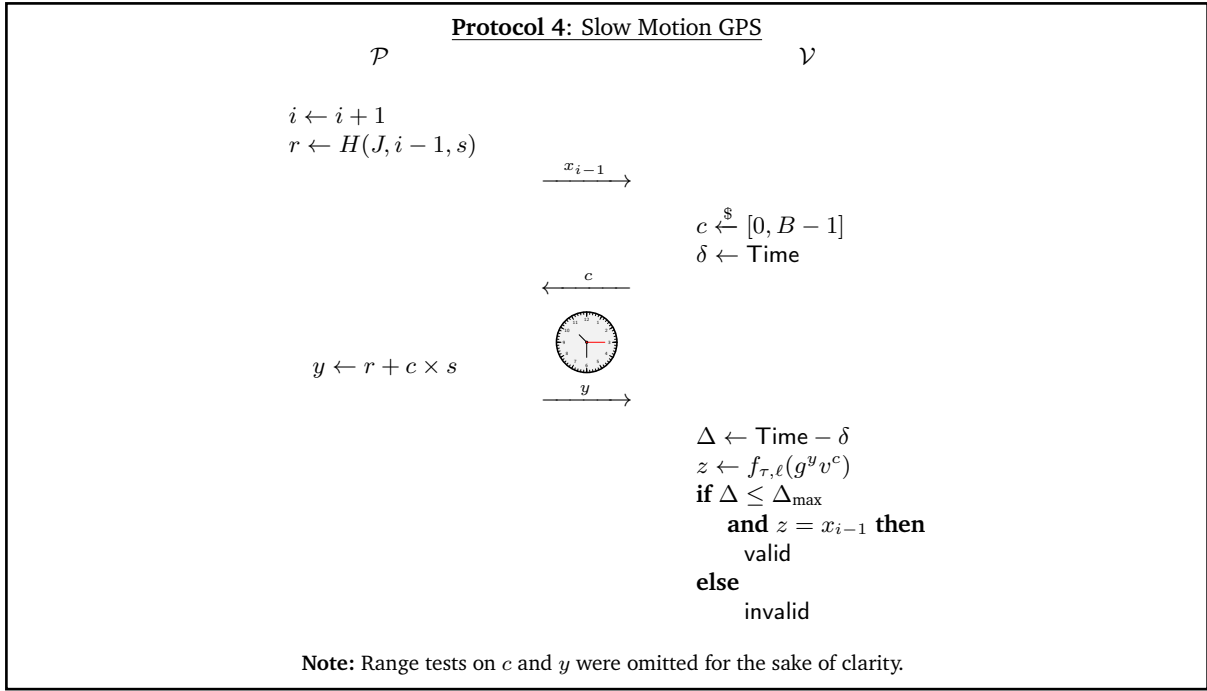 Protocol 4: Slow Motion GPS
𝒫 𝒱
i ← i + 1
r ← H(J, i − 1, s)
x_{i−1}
c ←$ [0, B − 1]
δ ← Time
c
y ← r + c × s
y
Δ ← Time − δ
z ← f_{τ,ℓ}(g^y v^c)
if Δ ≤ Δ_max
and z = x_{i−1} then
valid
else
invalid
Note: Range tests on c and y were omitted for the sake of clarity.